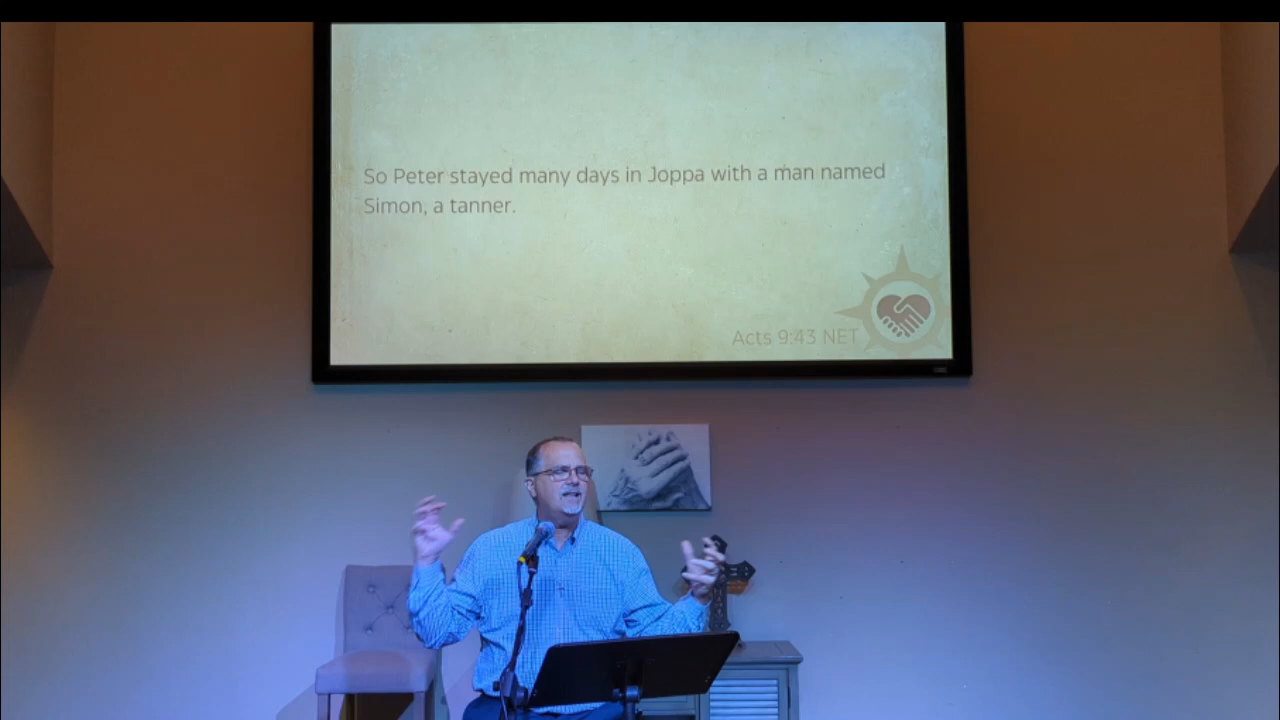 So Peter stayed many days in Joppa with a man named
Simon, a tanner.
Acts 9:43 NET